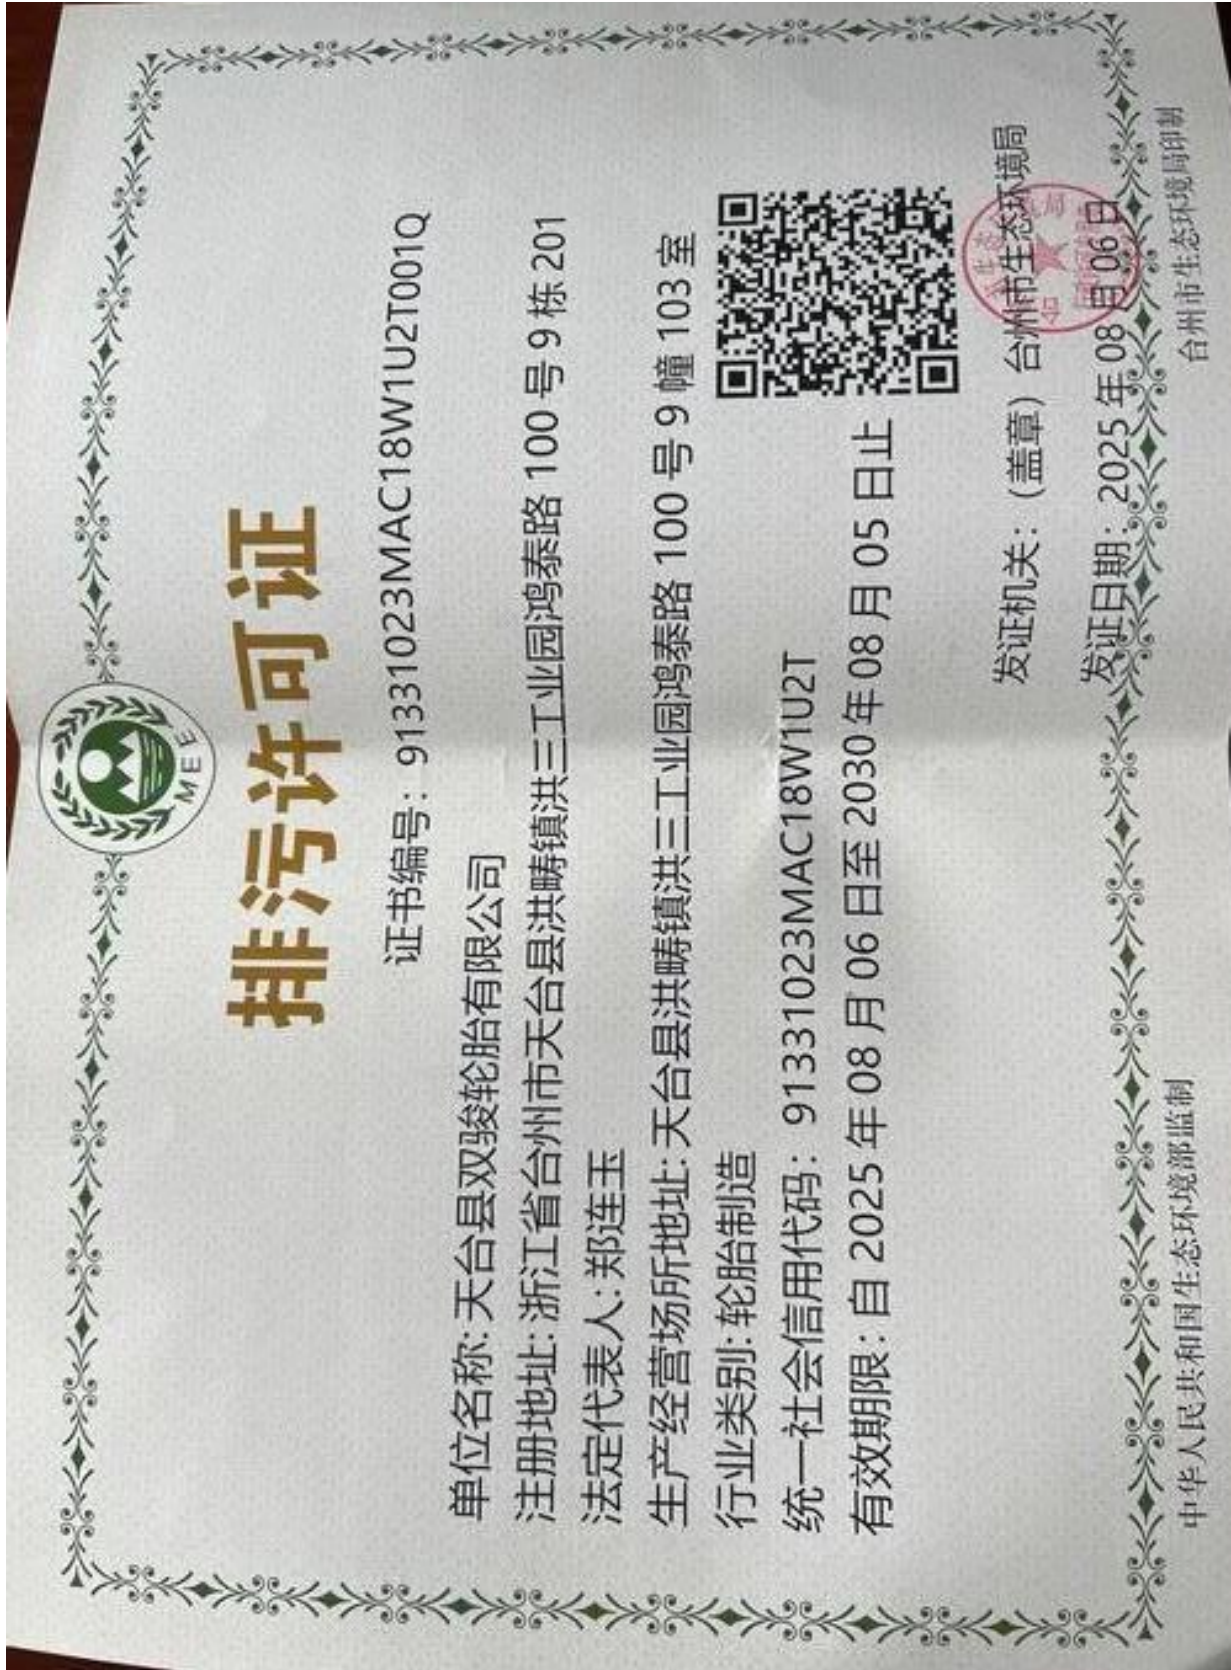 MEE
排污许可证
证书编号：91331023MAC18W1U2T001Q
单位名称：天台县双骏轮胎有限公司
注册地址：浙江省台州市天台县洪畴镇洪三工业园鸿泰路 100 号 9 栋 201
法定代表人：郑连玉
生产经营场所地址：天台县洪畴镇洪三工业园鸿泰路 100 号 9 幢 103 室
行业类别：轮胎制造
统一社会信用代码：91331023MAC18W1U2T
有效期限：自 2025 年 08 月 06 日至 2030 年 08 月 05 日止
发证机关：（盖章）台州市生态环境局
发证日期：2025 年 08 月 06 日
中华人民共和国生态环境部监制
台州市生态环境局印制